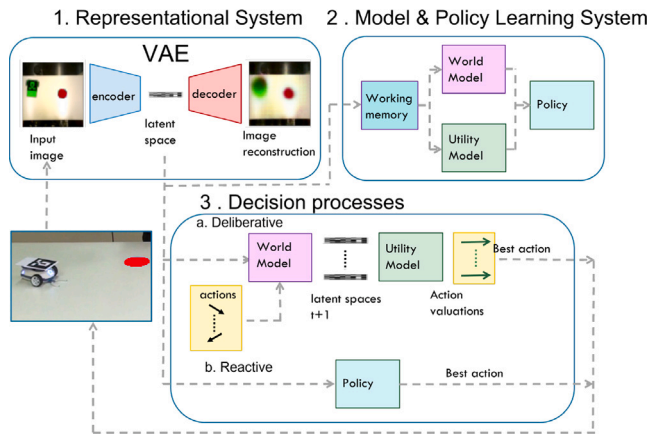 1. Representational System
VAE
encoder
decoder
Input
image
latent
space
Image
reconstruction
2 . Model & Policy Learning System
Working
memory
World
Model
Utility
Model
Policy
3 . Decision processes
a. Deliberative
World
Model
actions
latent spaces
t+1
Utility
Model
Action
valuations
Best action
b. Reactive
Policy
Best action